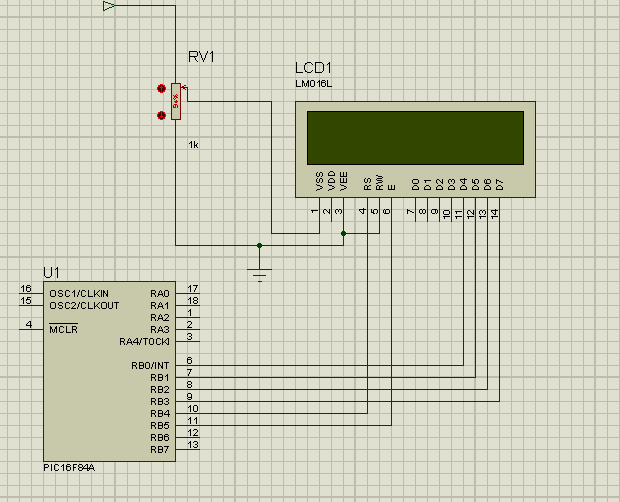 RV1
90%
1k
LCD1
LM016L
VSS VDD VEE RS RW E D0 D1 D2 D3 D4 D5 D6 D7
1 2 3 4 5 6 7 8 9 10 11 12 13 14
U1
16 OSC1/CLKIN RA0 17
15 OSC2/CLKOUT RA1 18
RA2 1
4 MCLR RA3 2
RA4/T0CKI 3
RB0/INT 6
RB1 7
RB2 8
RB3 9
RB4 10
RB5 11
RB6 12
RB7 13
PIC16F84A